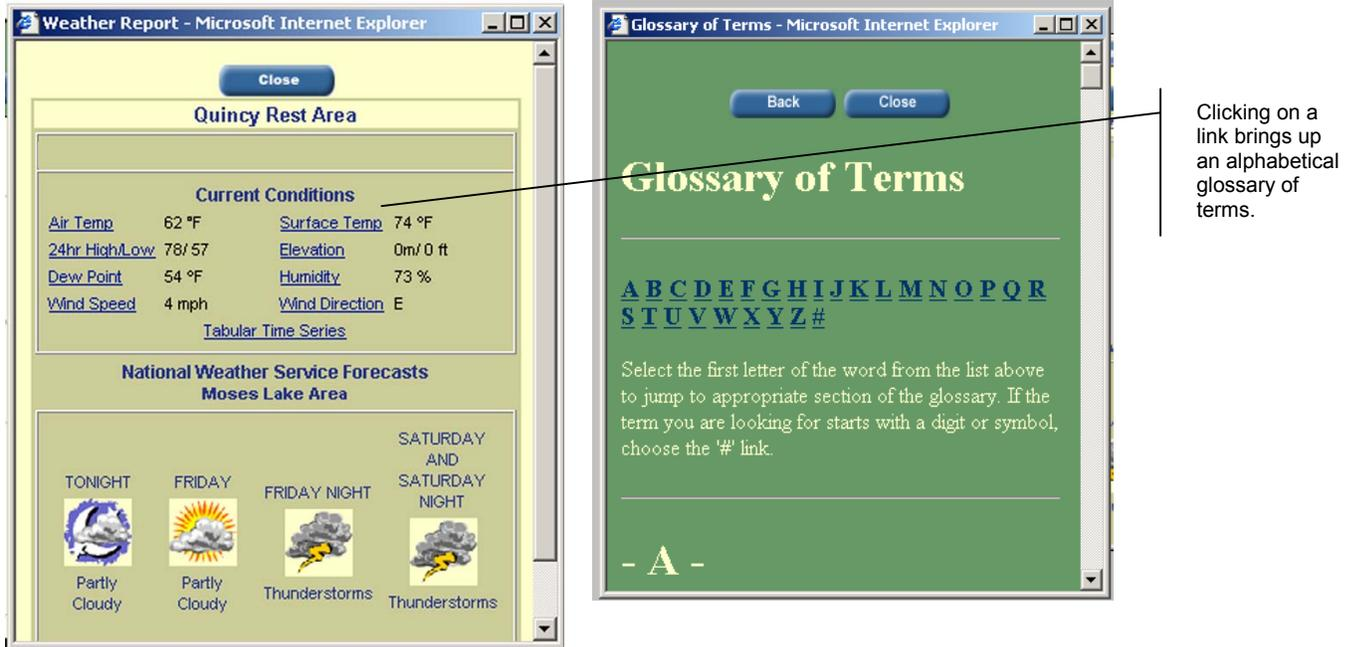 Weather Report - Microsoft Internet Explorer
Close
Quincy Rest Area
Current Conditions
Air Temp 62 °F Surface Temp 74 °F
24hr High/Low 78/ 57 Elevation 0m/ 0 ft
Dew Point 54 °F Humidity 73 %
Wind Speed 4 mph Wind Direction E
Tabular Time Series
National Weather Service Forecasts
Moses Lake Area
TONIGHT
Partly
Cloudy
FRIDAY
Partly
Cloudy
FRIDAY NIGHT
Thunderstorms
SATURDAY
AND
SATURDAY
NIGHT
Thunderstorms
Glossary of Terms - Microsoft Internet Explorer
Back Close
Glossary of Terms
A B C D E F G H I J K L M N O P Q R
S T U V W X Y Z #
Select the first letter of the word from the list above
to jump to appropriate section of the glossary. If the
term you are looking for starts with a digit or symbol,
choose the '#' link.
- A -
Clicking on a
link brings up
an alphabetical
glossary of
terms.